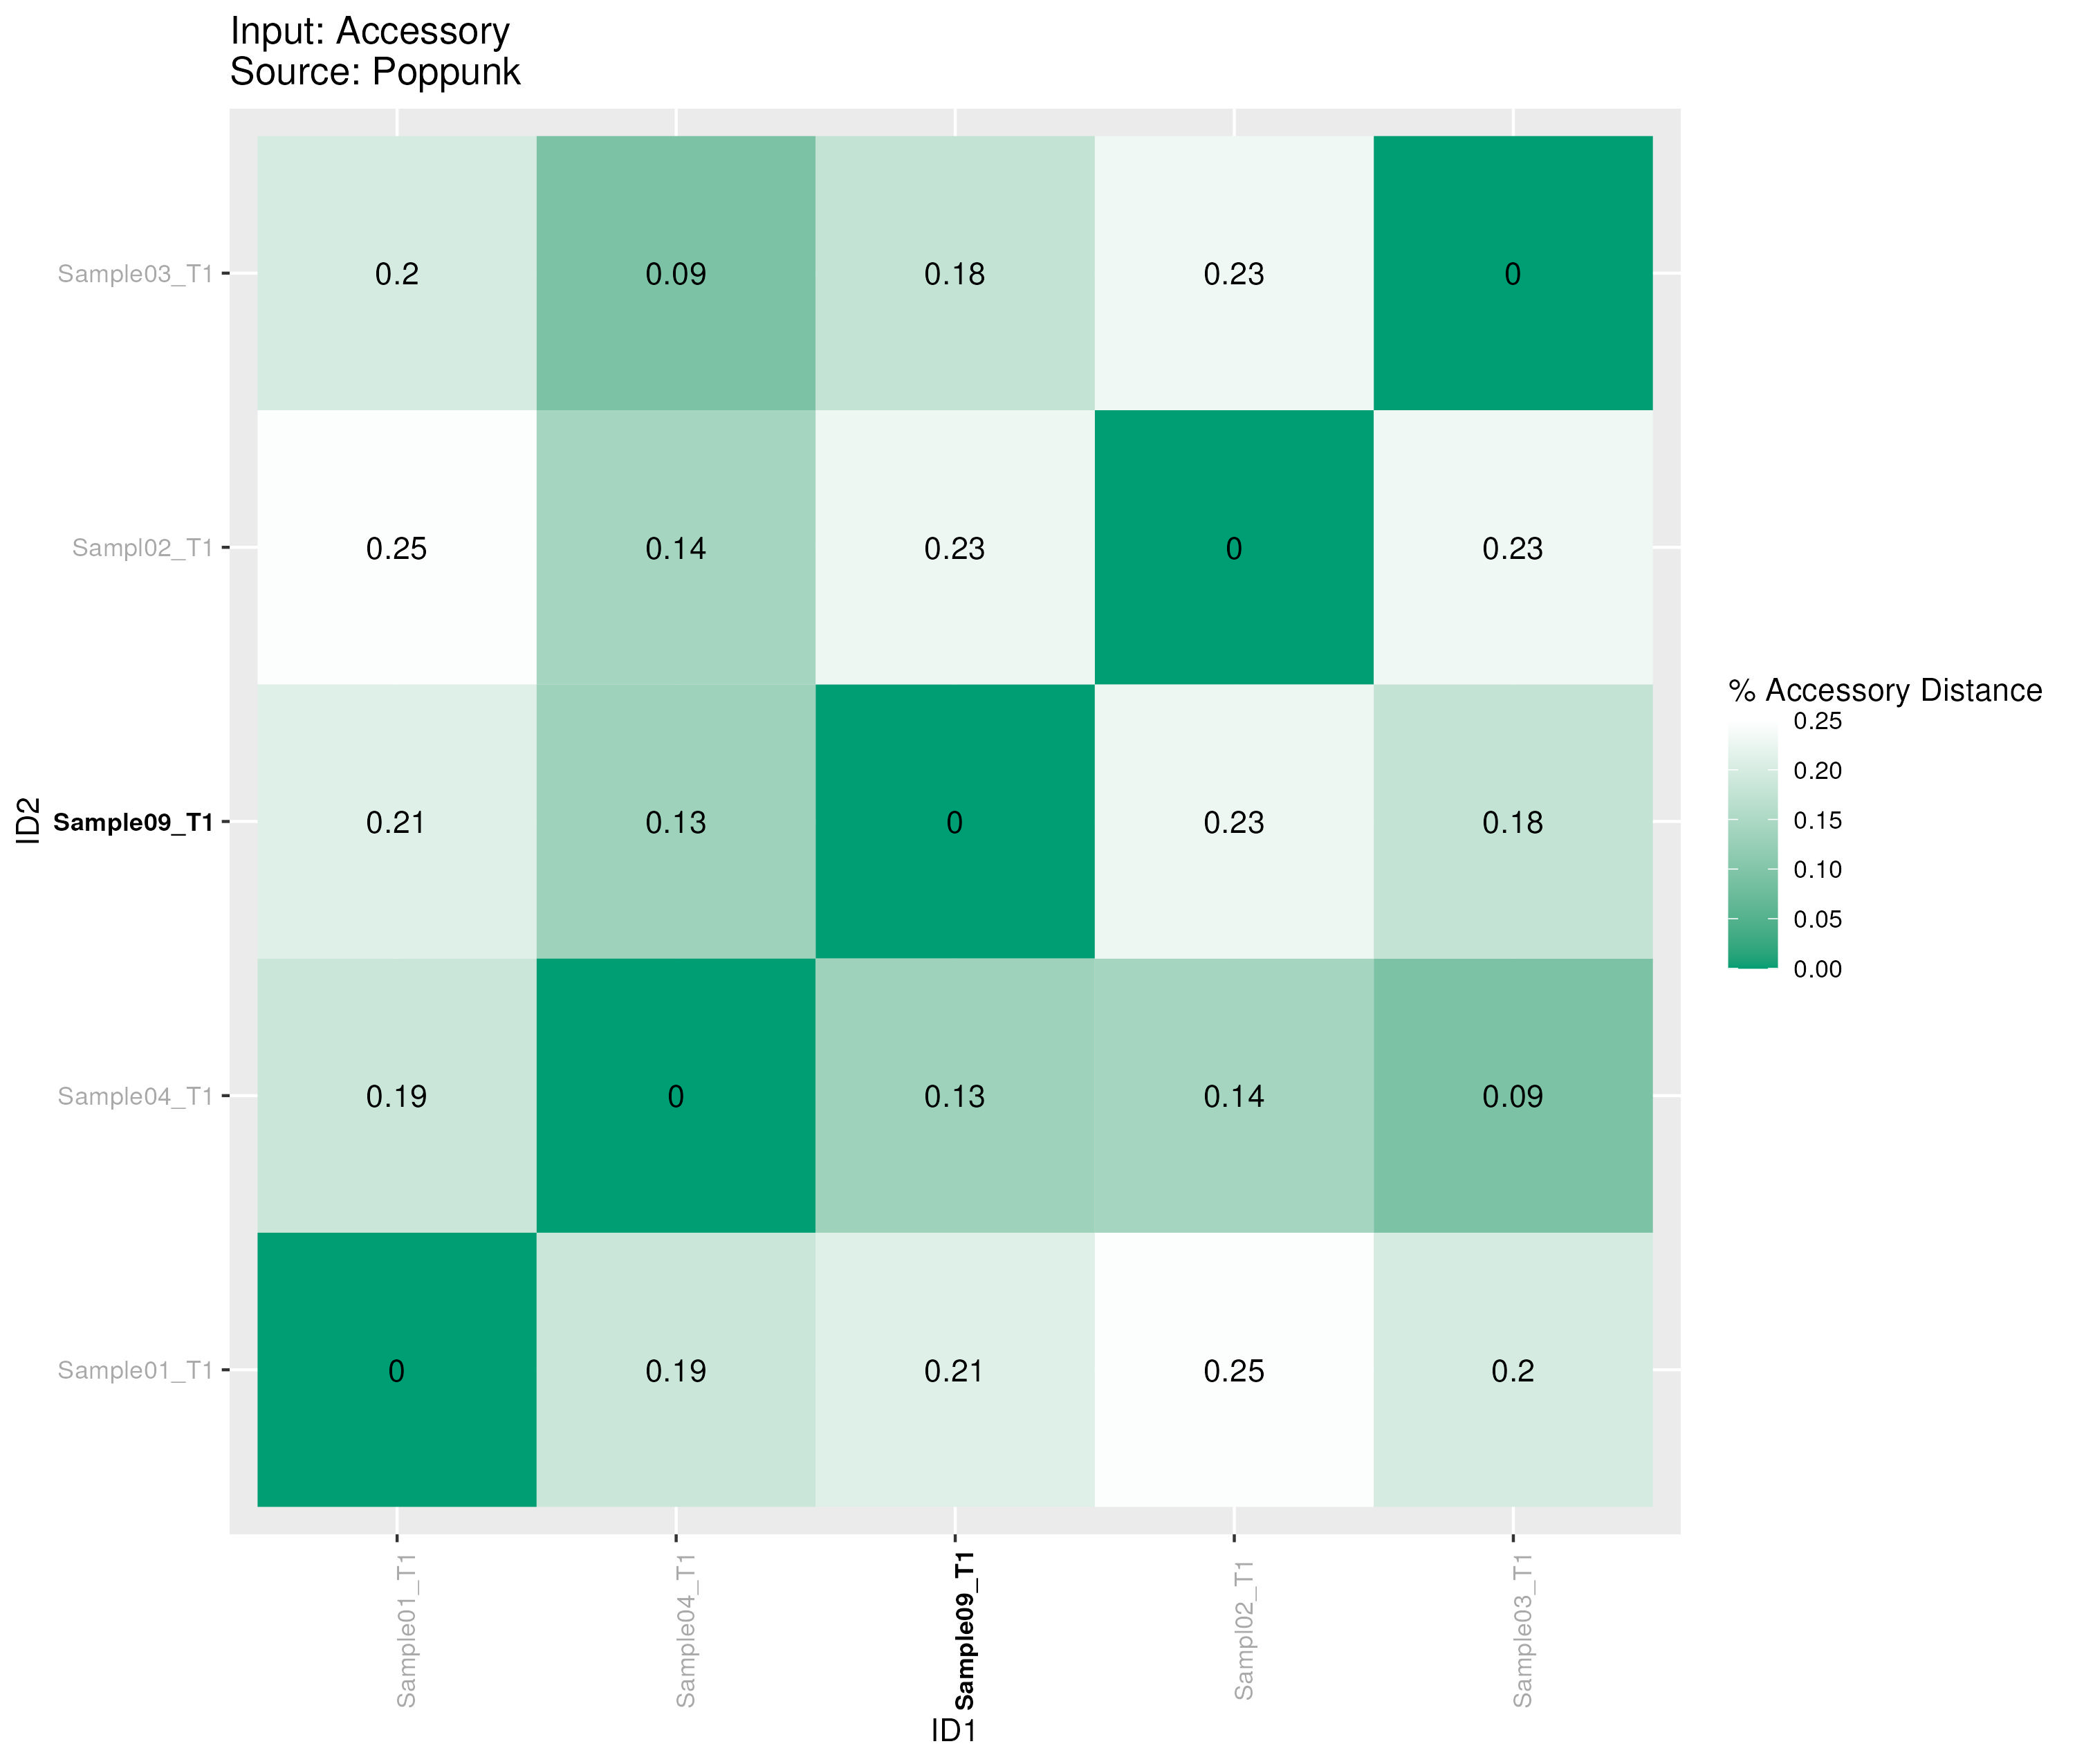 Input: Accessory
Source: Poppunk
Sample03_T1 0.2 0.09 0.18 0.23 0
Sampl02_T1 0.25 0.14 0.23 0 0.23
Sample09_T1 0.21 0.13 0 0.23 0.18
Sample04_T1 0.19 0 0.13 0.14 0.09
Sample01_T1 0 0.19 0.21 0.25 0.2
ID2
Sample01_T1 Sample04_T1 Sample09_T1 Sampl02_T1 Sample03_T1
ID1
% Accessory Distance
0.25
0.20
0.15
0.10
0.05
0.00